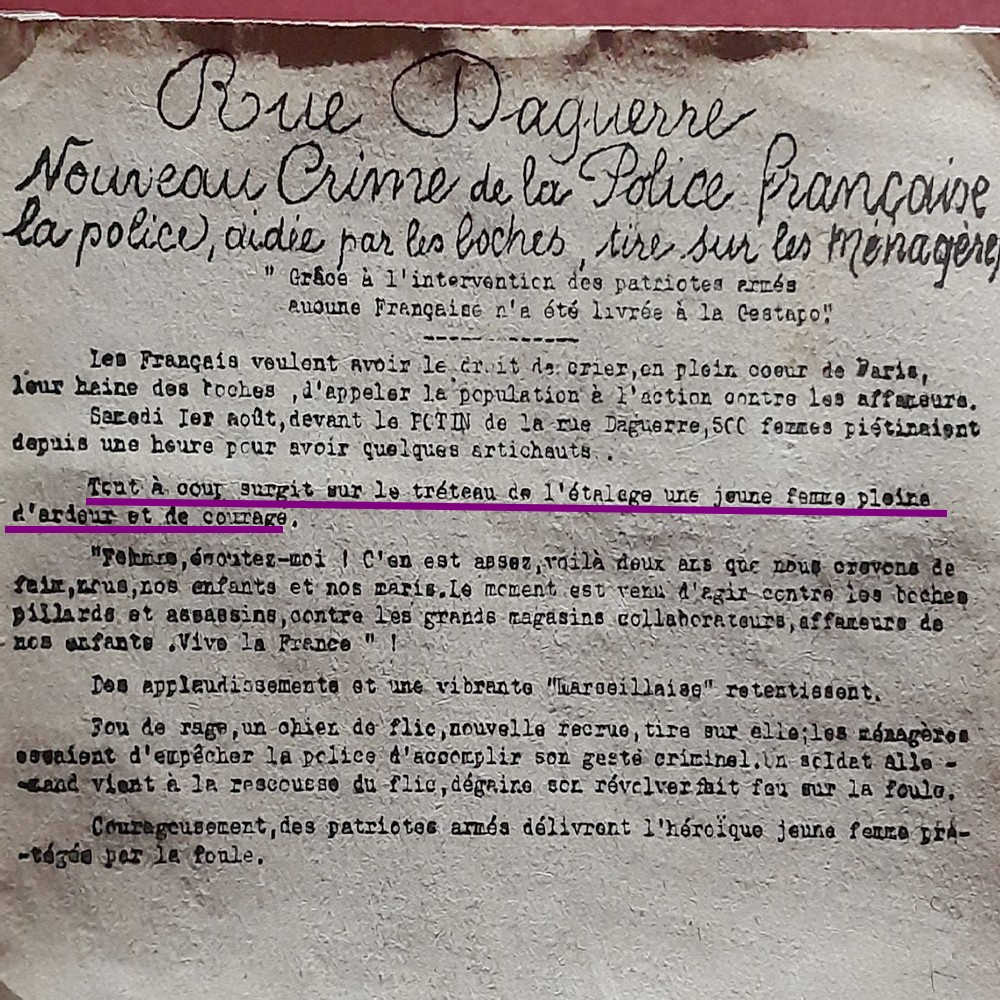 Rue Daguerre
Nouveau Crime de la Police Française
la police, aidée par les boches, tire sur les Ménagères
" Grâce à l'intervention des patriotes armés
aucune Française n'a été livrée à la Gestapo"
------------
Les Français veulent avoir le droit de crier,en plein coeur de Paris,
leur haine des boches ,d'appeler la population à l'action contre les affameurs.
Samedi Ier août,devant le POTIN de la rue Daguerre,500 femmes piétinaient
depuis une heure pour avoir quelques artichauts .
Tout à coup surgit sur le tréteau de l'étalage une jeune femme pleine
d'ardeur et de courage.
"Femmes,écoutez-moi ! C'en est assez,voilà deux ans que nous crevons de
faim,nous,nos enfants et nos maris.Le moment est venu d'agir contre les boches
pillards et assassins,contre les grands magasins collaborateurs,affameurs de
nos enfants .Vive la France " !
Des applaudissements et une vibrante "Marseillaise" retentissent.
Fou de rage,un chien de flic,nouvelle recrue,tire sur elle;les ménagères
essaient d'empêcher la police d'accomplir son geste criminel.Un soldat alle -
-mand vient à la rescousse du flic,dégaine son révolver fait feu sur la foule.
Courageusement,des patriotes armés délivrent l'héroïque jeune femme pro-
-tégée par la foule.